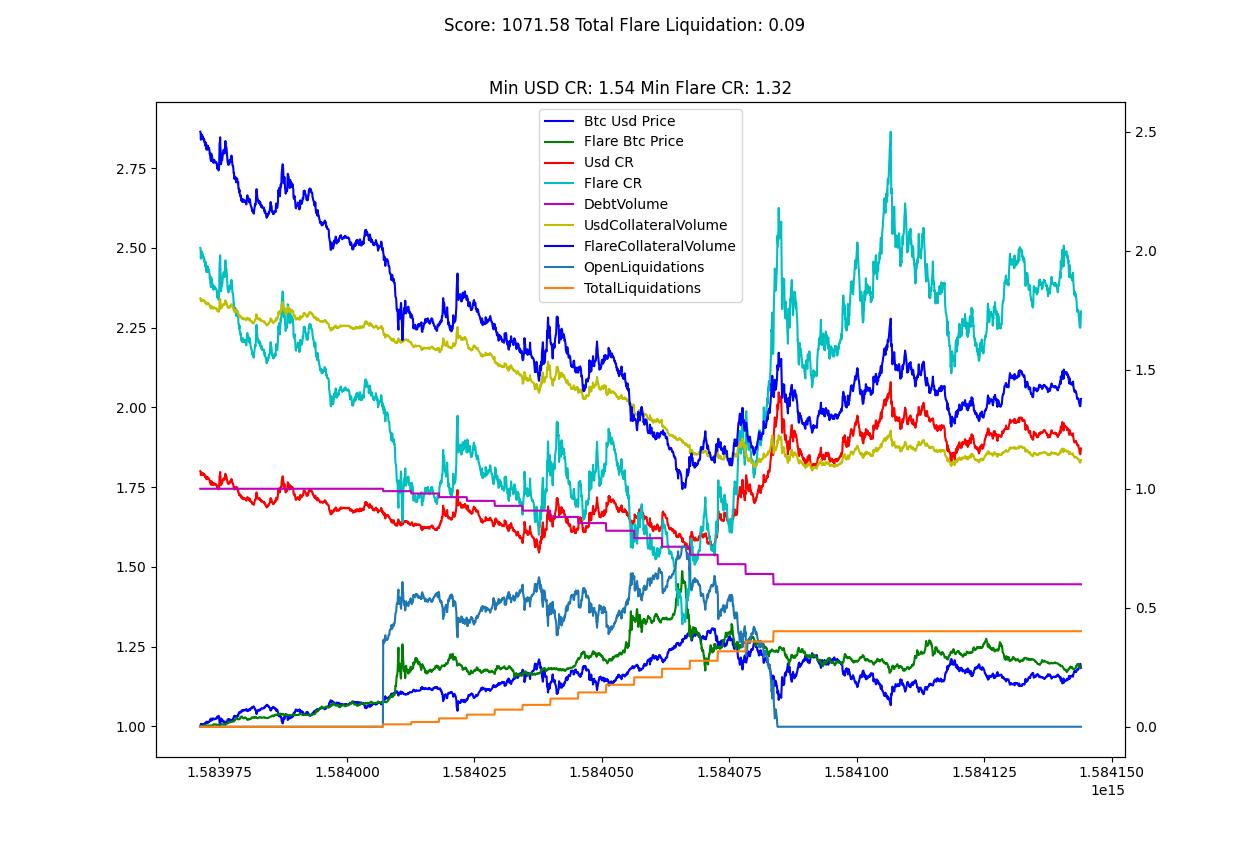 Score: 1071.58 Total Flare Liquidation: 0.09
Min USD CR: 1.54 Min Flare CR: 1.32
Btc Usd Price
Flare Btc Price
Usd CR
Flare CR
DebtVolume
UsdCollateralVolume
FlareCollateralVolume
OpenLiquidations
TotalLiquidations
2.75
2.50
2.25
2.00
1.75
1.50
1.25
1.00
2.5
2.0
1.5
1.0
0.5
0.0
1.583975 1.584000 1.584025 1.584050 1.584075 1.584100 1.584125 1.584150
1e15